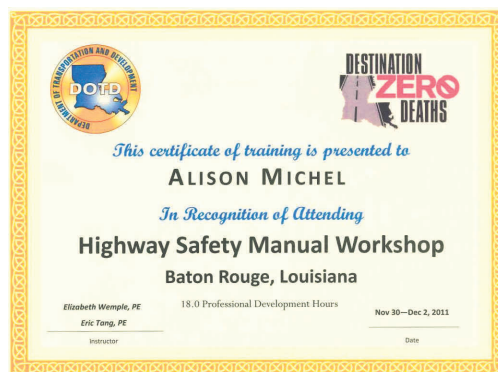 DEPARTMENT OF TRANSPORTATION AND DEVELOPMENT
DOTD
DESTINATION
ZERO
DEATHS
This certificate of training is presented to
ALISON MICHEL
In Recognition of Attending
Highway Safety Manual Workshop
Baton Rouge, Louisiana
18.0 Professional Development Hours
Elizabeth Wemple, PE
Eric Tang, PE
Instructor
Nov 30—Dec 2, 2011
Date